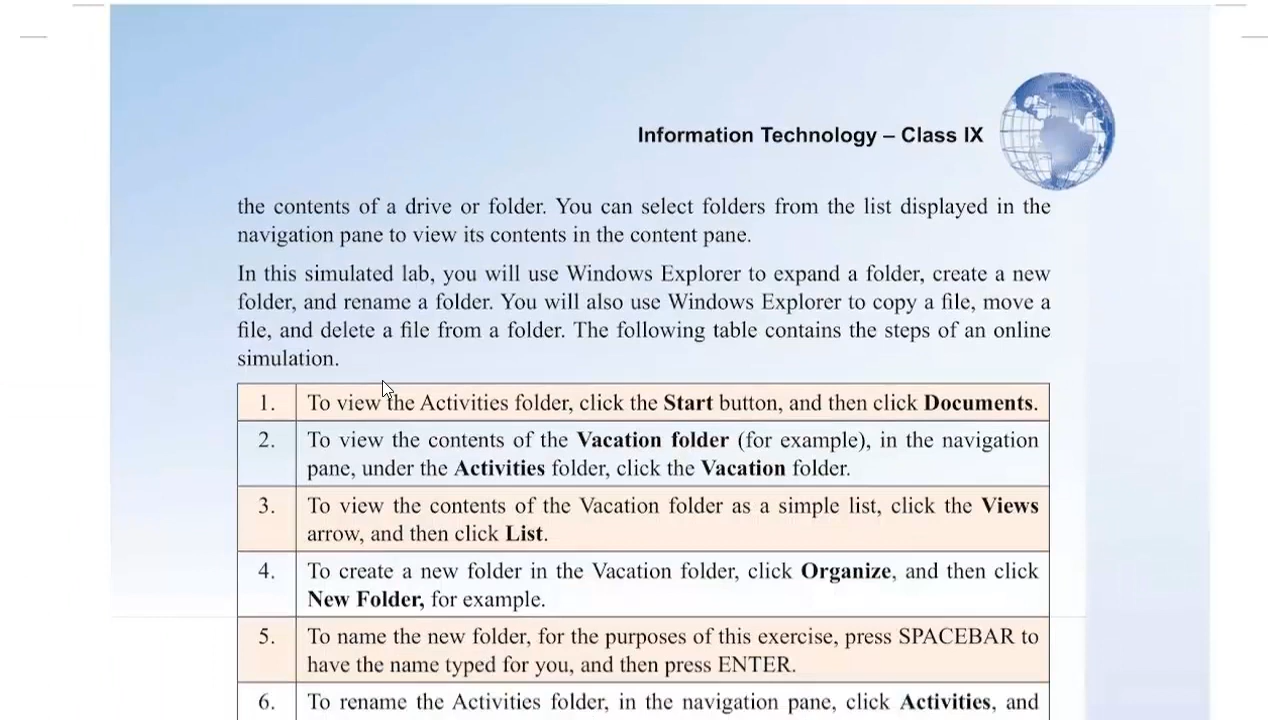 Information Technology – Class IX
the contents of a drive or folder. You can select folders from the list displayed in the
navigation pane to view its contents in the content pane.
In this simulated lab, you will use Windows Explorer to expand a folder, create a new
folder, and rename a folder. You will also use Windows Explorer to copy a file, move a
file, and delete a file from a folder. The following table contains the steps of an online
simulation.
1. To view the Activities folder, click the Start button, and then click Documents.
2. To view the contents of the Vacation folder (for example), in the navigation
pane, under the Activities folder, click the Vacation folder.
3. To view the contents of the Vacation folder as a simple list, click the Views
arrow, and then click List.
4. To create a new folder in the Vacation folder, click Organize, and then click
New Folder, for example.
5. To name the new folder, for the purposes of this exercise, press SPACEBAR to
have the name typed for you, and then press ENTER.
6. To rename the Activities folder, in the navigation pane, click Activities, and